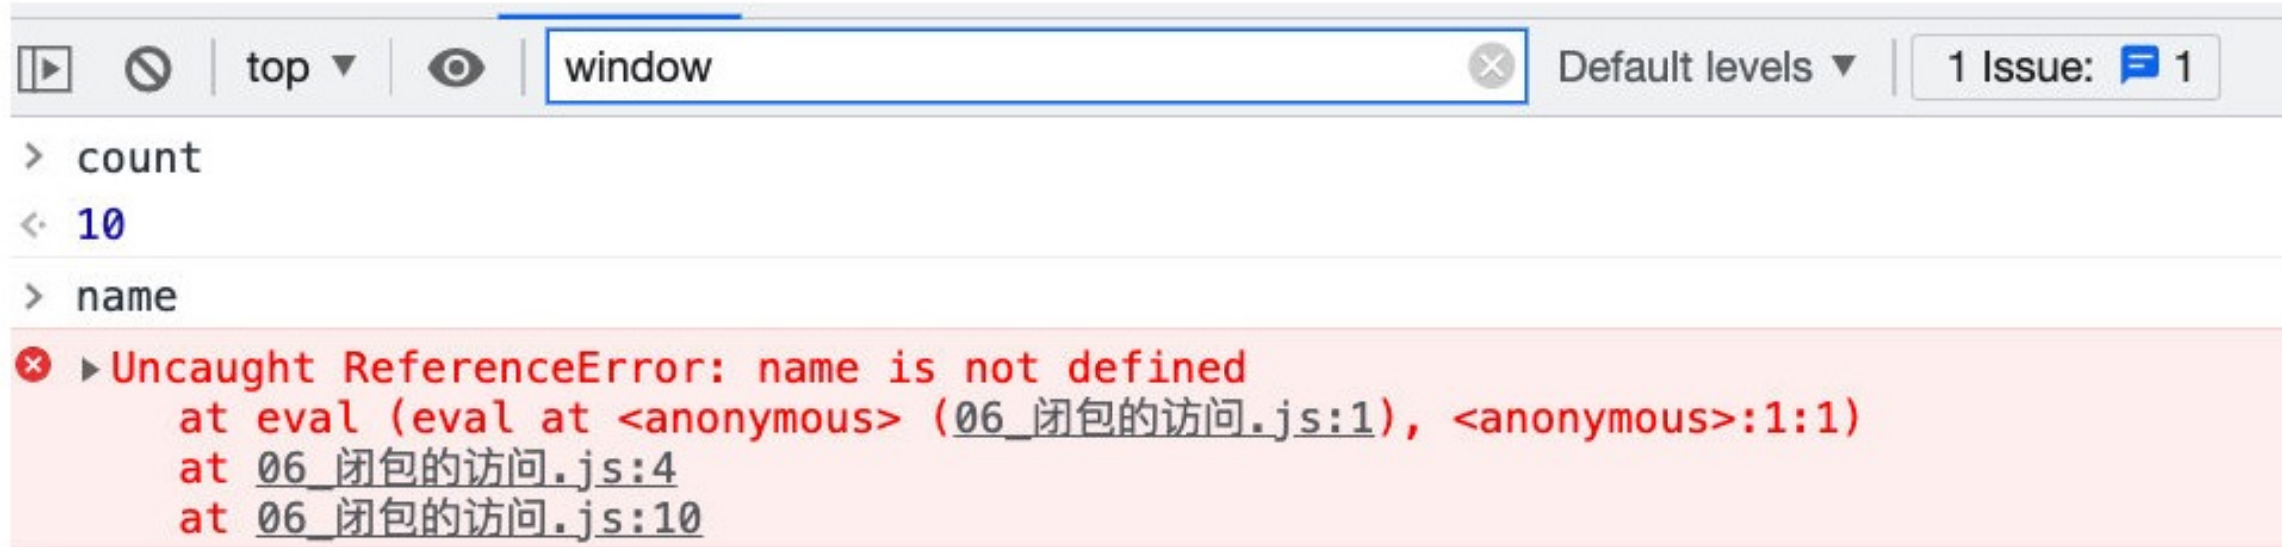 top ▼ window Default levels ▼ 1 Issue: 1
> count
10
> name
Uncaught ReferenceError: name is not defined
at eval (eval at <anonymous> (06_闭包的访问.js:1), <anonymous>:1:1)
at 06_闭包的访问.js:4
at 06_闭包的访问.js:10